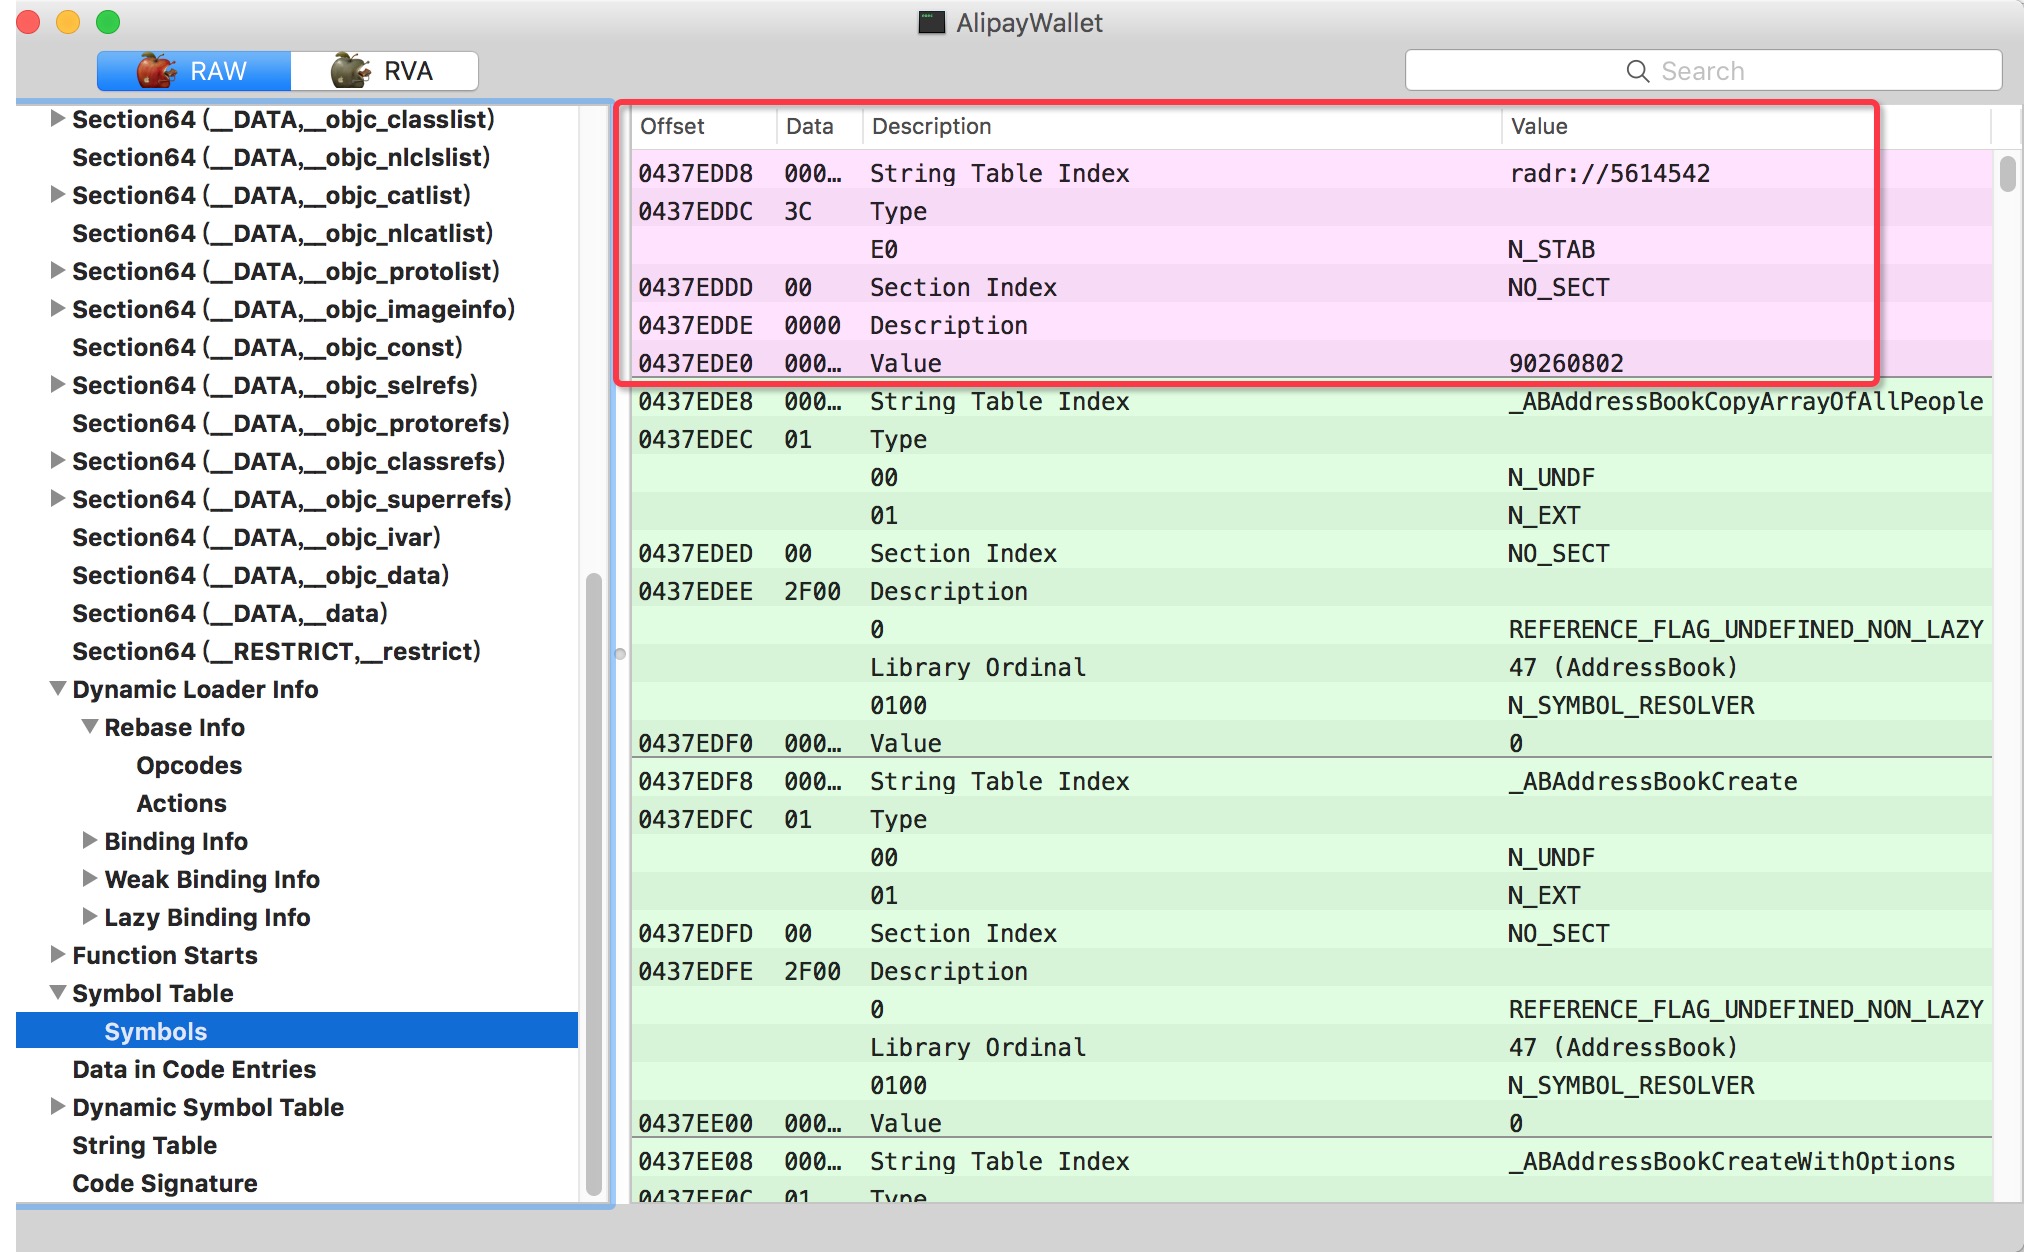 AlipayWallet
RAW RVA
Search
Section64 (__DATA,__objc_classlist)
Section64 (__DATA,__objc_nlclslist)
Section64 (__DATA,__objc_catlist)
Section64 (__DATA,__objc_nlcatlist)
Section64 (__DATA,__objc_protolist)
Section64 (__DATA,__objc_imageinfo)
Section64 (__DATA,__objc_const)
Section64 (__DATA,__objc_selrefs)
Section64 (__DATA,__objc_protorefs)
Section64 (__DATA,__objc_classrefs)
Section64 (__DATA,__objc_superrefs)
Section64 (__DATA,__objc_ivar)
Section64 (__DATA,__objc_data)
Section64 (__DATA,__data)
Section64 (__RESTRICT,__restrict)
Dynamic Loader Info
Rebase Info
Opcodes
Actions
Binding Info
Weak Binding Info
Lazy Binding Info
Function Starts
Symbol Table
Symbols
Data in Code Entries
Dynamic Symbol Table
String Table
Code Signature
Offset Data Description Value
0437EDD8 000… String Table Index radr://5614542
0437EDDC 3C Type
E0 N_STAB
0437EDDD 00 Section Index NO_SECT
0437EDDE 0000 Description
0437EDE0 000… Value 90260802
0437EDE8 000… String Table Index _ABAddressBookCopyArrayOfAllPeople
0437EDEC 01 Type
00 N_UNDF
01 N_EXT
0437EDED 00 Section Index NO_SECT
0437EDEE 2F00 Description
0 REFERENCE_FLAG_UNDEFINED_NON_LAZY
Library Ordinal 47 (AddressBook)
0100 N_SYMBOL_RESOLVER
0437EDF0 000… Value 0
0437EDF8 000… String Table Index _ABAddressBookCreate
0437EDFC 01 Type
00 N_UNDF
01 N_EXT
0437EDFD 00 Section Index NO_SECT
0437EDFE 2F00 Description
0 REFERENCE_FLAG_UNDEFINED_NON_LAZY
Library Ordinal 47 (AddressBook)
0100 N_SYMBOL_RESOLVER
0437EE00 000… Value 0
0437EE08 000… String Table Index _ABAddressBookCreateWithOptions
0437EE0C 01 Type